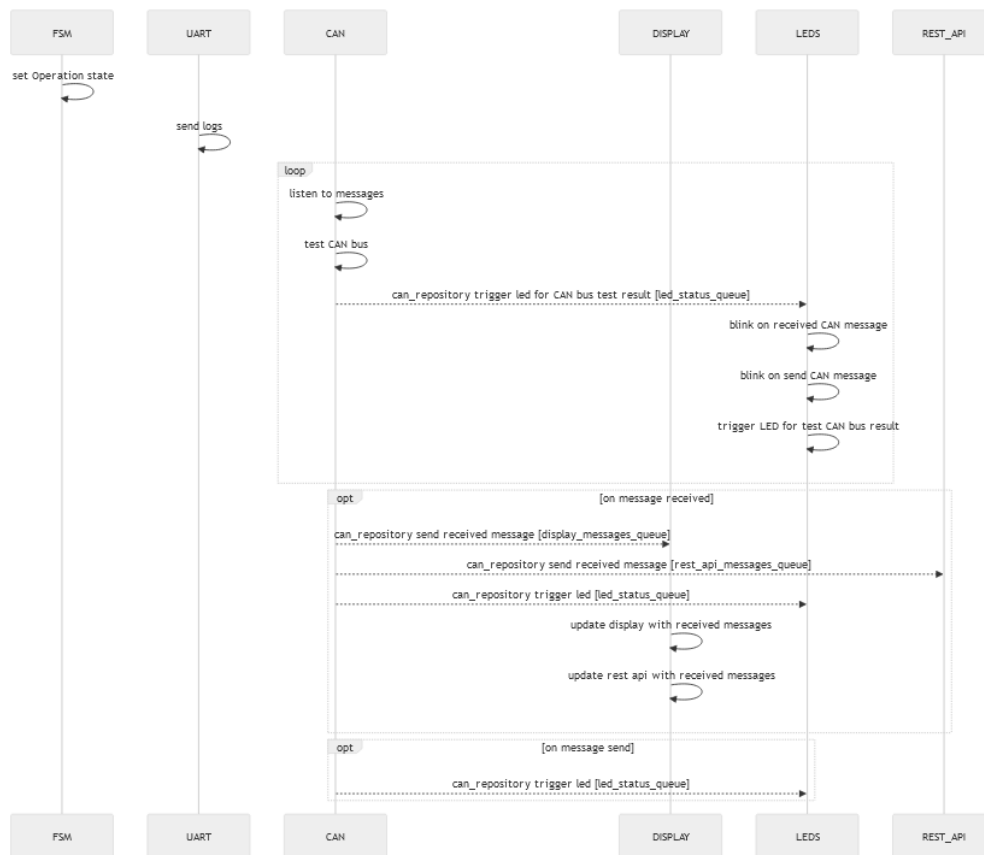 FSM
UART
CAN
DISPLAY
LEDS
REST_API
set Operation state
send logs
loop
listen to messages
test CAN bus
can_repository trigger led for CAN bus test result [led_status_queue]
blink on received CAN message
blink on send CAN message
trigger LED for test CAN bus result
opt
[on message received]
can_repository send received message [display_messages_queue]
can_repository send received message [rest_api_messages_queue]
can_repository trigger led [led_status_queue]
update display with received messages
update rest api with received messages
opt
[on message send]
can_repository trigger led [led_status_queue]
FSM
UART
CAN
DISPLAY
LEDS
REST_API